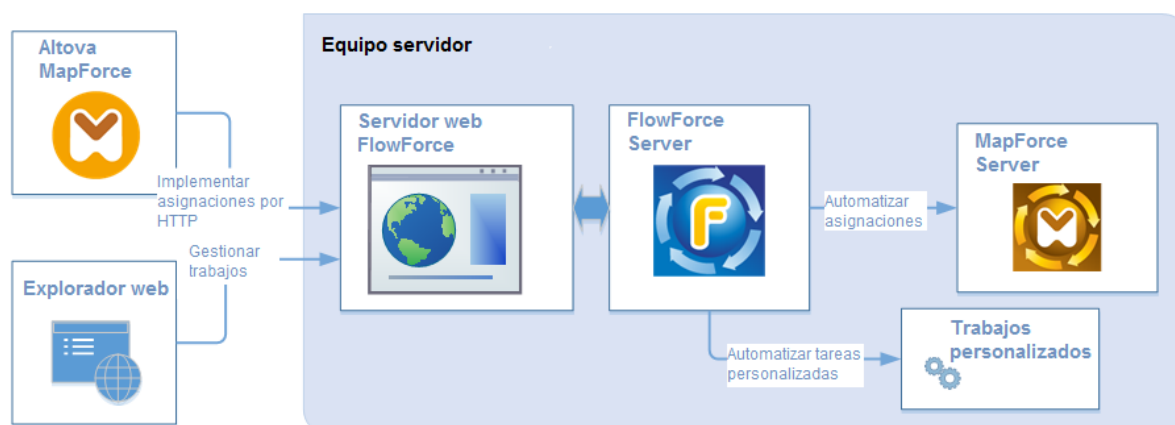 Altova
MapForce
Implementar
asignaciones por
HTTP
Gestionar
trabajos
Explorador web
Equipo servidor
Servidor web
FlowForce
FlowForce
Server
Automatizar
asignaciones
MapForce
Server
Automatizar tareas
personalizadas
Trabajos
personalizados